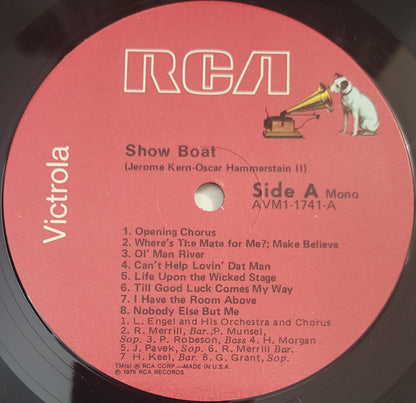 RCA
Victrola
Show Boat
(Jerome Kern-Oscar Hammerstein II)
Side A Mono
AVM1-1741-A
1. Opening Chorus
2. Where's The Mate for Me?; Make Believe
3. Ol' Man River
4. Can't Help Lovin' Dat Man
5. Life Upon the Wicked Stage
6. Till Good Luck Comes My Way
7. I Have the Room Above
8. Nobody Else But Me
1. L. Engel and His Orchestra and Chorus
2. R. Merrill, Bar.; P. Munsel,
Sop. 3. P. Robeson, Bass 4. H. Morgan
5. J. Pavek, Sop. 6. R. Merrill Bar.
7 H. Keel, Bar. 8. G. Grant, Sop.
TM(s) ® RCA CORP.—MADE IN U.S.A.
℗ 1976 RCA RECORDS